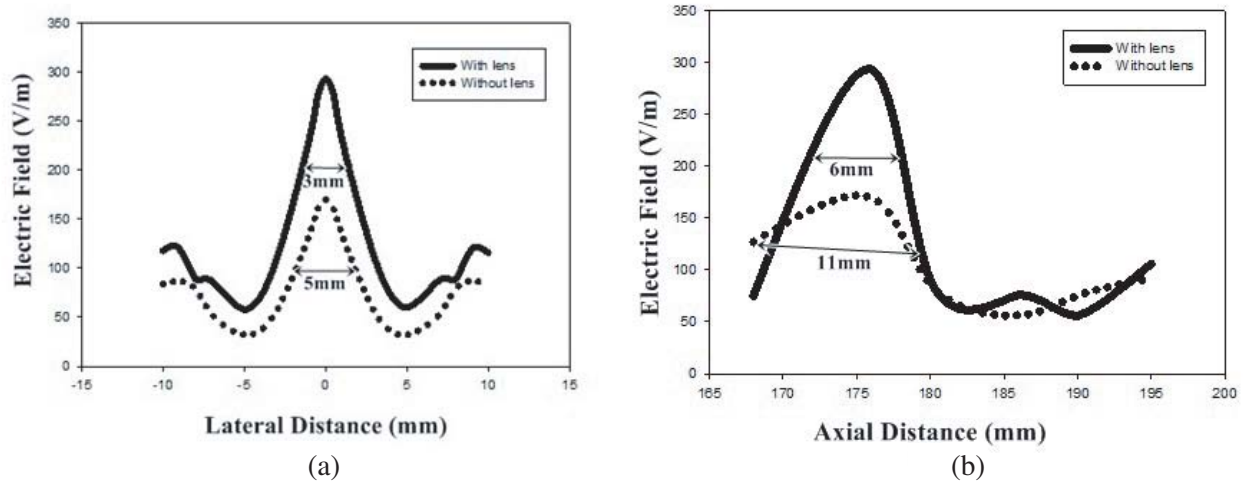 350
300
250
200
150
100
50
0
Electric Field (V/m)
With lens
Without lens
3mm
5mm
-15
-10
-5
0
5
10
15
Lateral Distance (mm)
(a)
350
300
250
200
150
100
50
0
Electric Field (V/m)
With lens
Without lens
6mm
11mm
165
170
175
180
185
190
195
200
Axial Distance (mm)
(b)